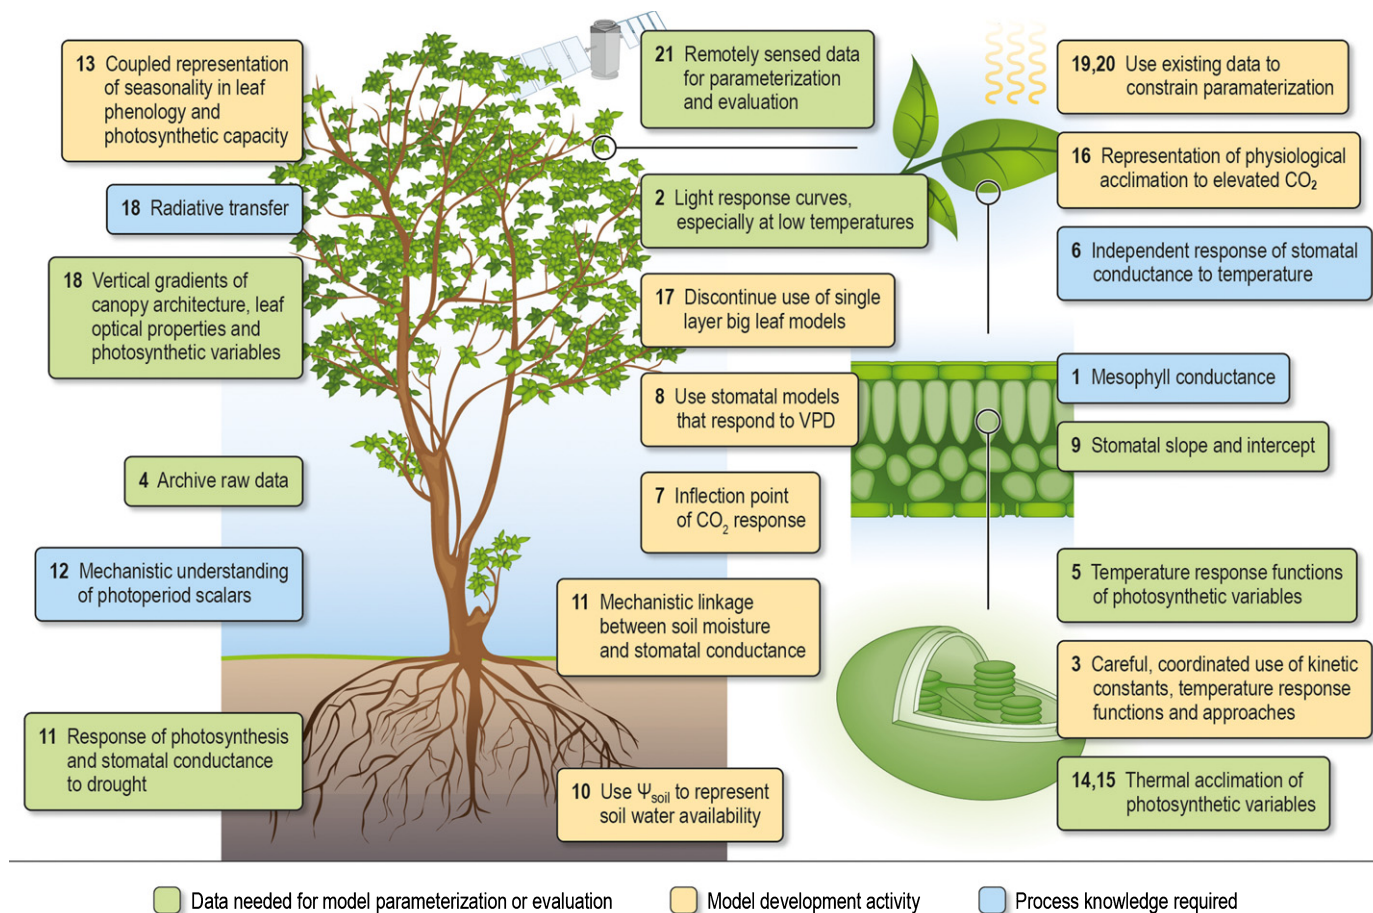 13 Coupled representation
of seasonality in leaf
phenology and
photosynthetic capacity
18 Radiative transfer
18 Vertical gradients of
canopy architecture, leaf
optical properties and
photosynthetic variables
4 Archive raw data
12 Mechanistic understanding
of photoperiod scalars
11 Response of photosynthesis
and stomatal conductance
to drought
21 Remotely sensed data
for parameterization
and evaluation
2 Light response curves,
especially at low temperatures
17 Discontinue use of single
layer big leaf models
8 Use stomatal models
that respond to VPD
7 Inflection point
of CO₂ response
11 Mechanistic linkage
between soil moisture
and stomatal conductance
10 Use Ψsoil to represent
soil water availability
19,20 Use existing data to
constrain paramaterization
16 Representation of physiological
acclimation to elevated CO₂
6 Independent response of stomatal
conductance to temperature
1 Mesophyll conductance
9 Stomatal slope and intercept
5 Temperature response functions
of photosynthetic variables
3 Careful, coordinated use of kinetic
constants, temperature response
functions and approaches
14,15 Thermal acclimation of
photosynthetic variables
Data needed for model parameterization or evaluation
Model development activity
Process knowledge required